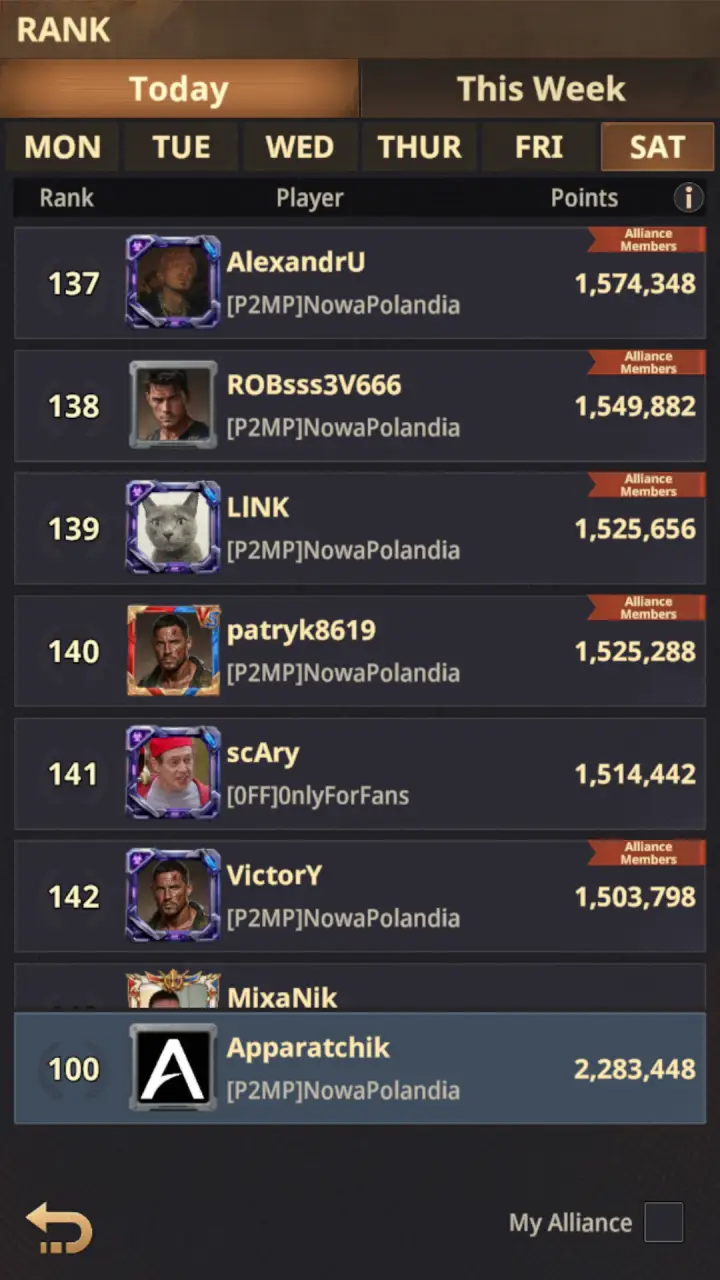 RANK
Today
This Week
MON TUE WED THUR FRI SAT
Rank Player Points i
Alliance
Members
137 AlexandrU 1,574,348
[P2MP]NowaPolandia
Alliance
Members
138 ROBsss3V666 1,549,882
[P2MP]NowaPolandia
Alliance
Members
139 LlNK 1,525,656
[P2MP]NowaPolandia
Alliance
Members
140 patryk8619 1,525,288
[P2MP]NowaPolandia
141 scAry 1,514,442
[0FF]0nlyForFans
Alliance
Members
142 VictorY 1,503,798
[P2MP]NowaPolandia
MixaNik
100 Apparatchik 2,283,448
[P2MP]NowaPolandia
My Alliance